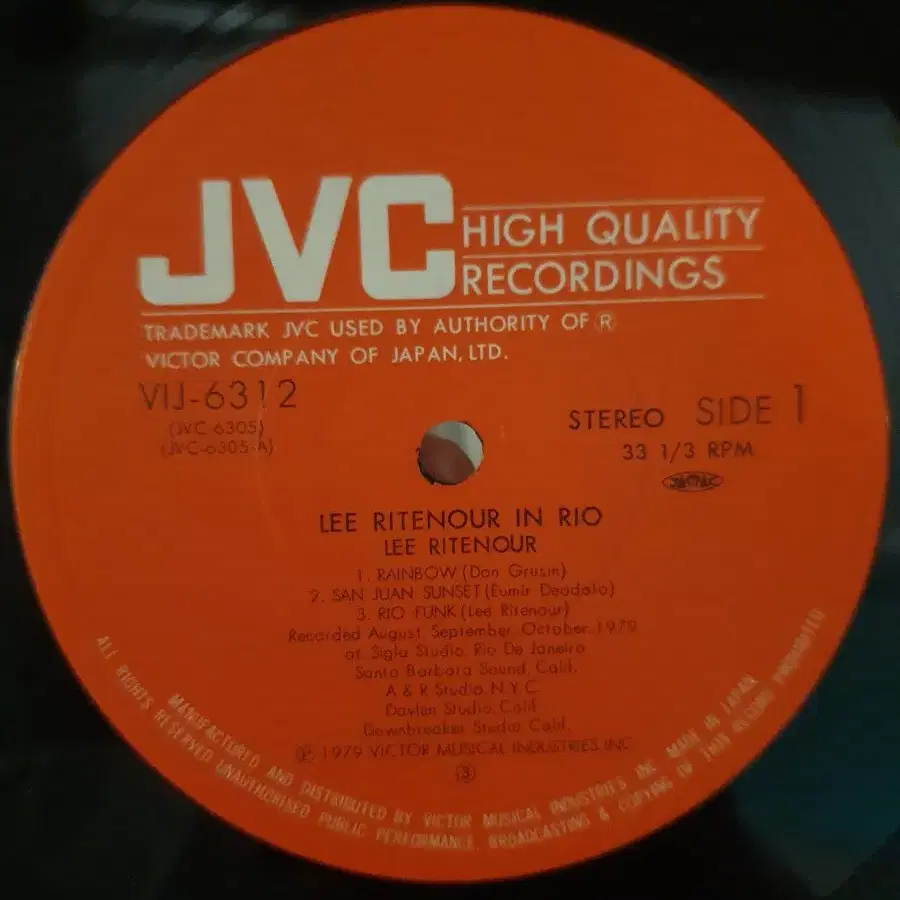 JVC
HIGH QUALITY
RECORDINGS
TRADEMARK JVC USED BY AUTHORITY OF Ⓡ
VICTOR COMPANY OF JAPAN, LTD.
VIJ-6312
(JVC 6305)
(JVC-6305-A)
STEREO SIDE 1
33 1/3 RPM
JASRAC
LEE RITENOUR IN RIO
LEE RITENOUR
1. RAINBOW (Don Grusin)
2. SAN JUAN SUNSET (Eumir Deodato)
3. RIO FUNK (Lee Ritenour)
Recorded August, September, October, 1979
at Sigla Studio, Rio De Janeiro
Santa Barbara Sound, Calif.
A & R Studio, N.Y.C.
Davlen Studio, Calif.
Dawnbreaker Studio, Calif.
Ⓟ 1979 VICTOR MUSICAL INDUSTRIES, INC.
③
MANUFACTURED AND DISTRIBUTED BY VICTOR MUSICAL INDUSTRIES INC. MADE IN JAPAN
ALL RIGHTS RESERVED UNAUTHORISED PUBLIC PERFORMANCE, BROADCASTING & COPYING OF THIS RECORD PROHIBITED